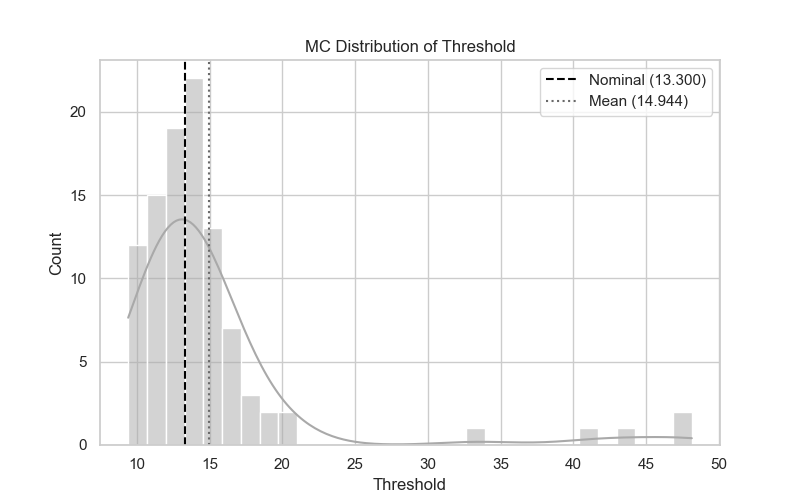 MC Distribution of Threshold
Nominal (13.300)
Mean (14.944)
Count
20
15
10
5
0
10 15 20 25 30 35 40 45 50
Threshold